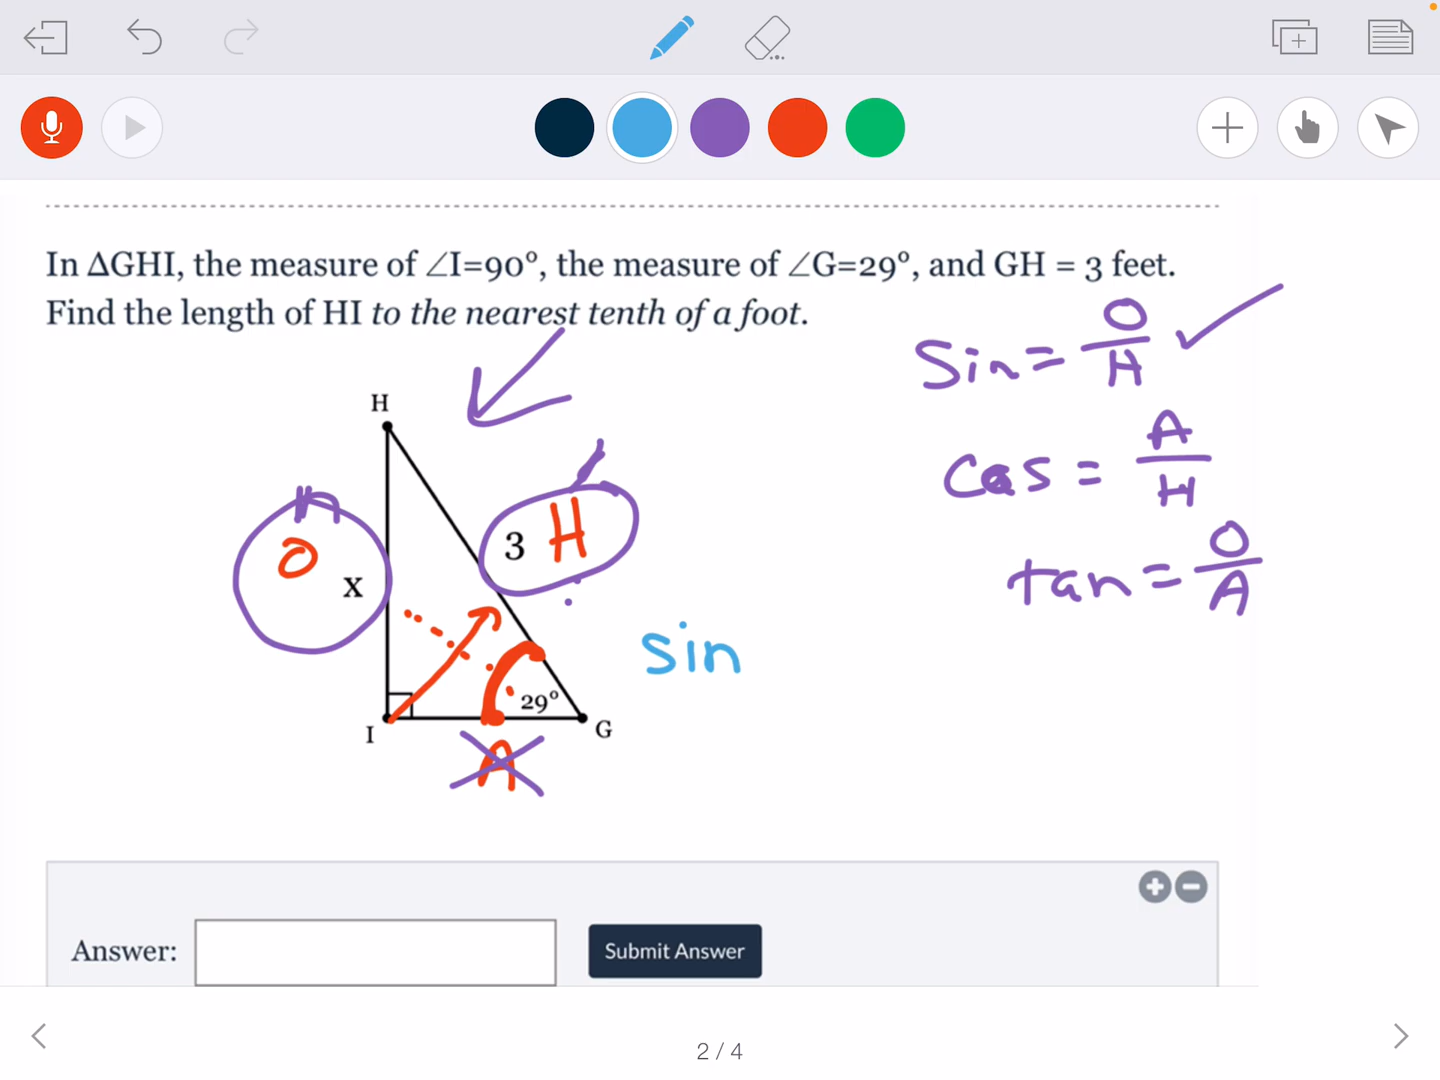 In ΔGHI, the measure of ∠I=90°, the measure of ∠G=29°, and GH = 3 feet.
Find the length of HI to the nearest tenth of a foot.
Sin = O/H
Cos = A/H
tan = O/A
H
O
x
3 H
sin
29°
I
G
A
Answer:
Submit Answer
2 / 4